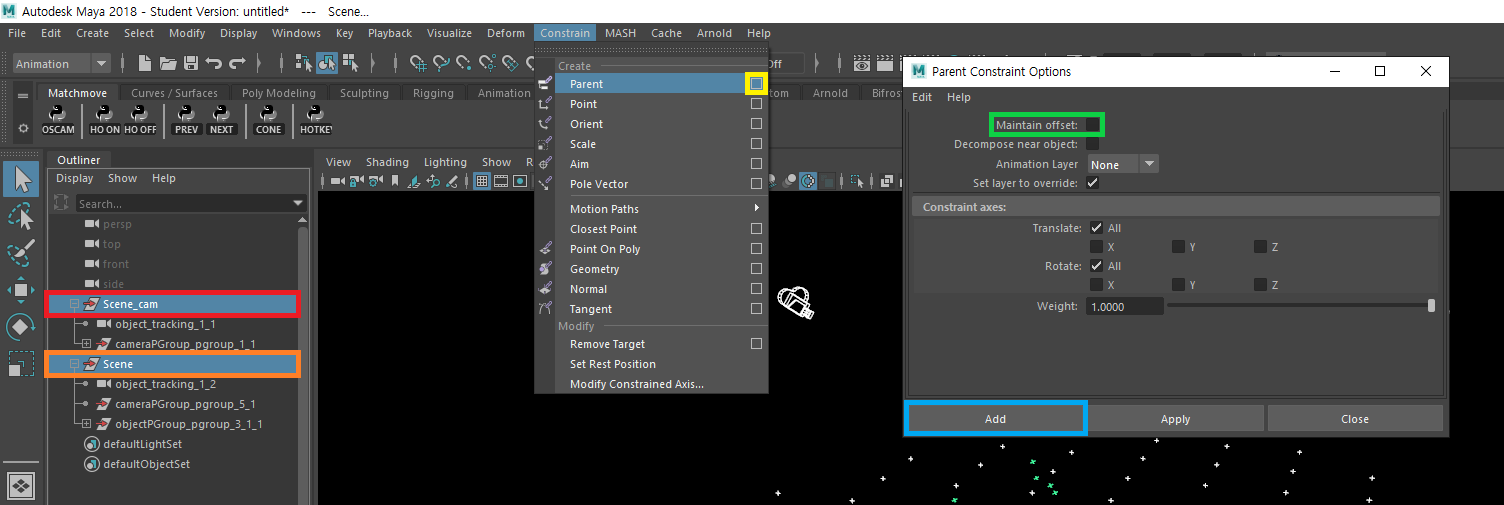 Autodesk Maya 2018 - Student Version: untitled* --- Scene...
File Edit Create Select Modify Display Windows Key Playback Visualize Deform Constrain MASH Cache Arnold Help
Animation
Off
Matchmove Curves / Surfaces Poly Modeling Sculpting Rigging Animation
Arnold Bifros
OSCAM HO ON HO OFF PREV NEXT CONE HOTKEY
Outliner
Display Show Help
Search...
persp
top
front
side
Scene_cam
object_tracking_1_1
cameraPGroup_pgroup_1_1
Scene
object_tracking_1_2
cameraPGroup_pgroup_5_1
objectPGroup_pgroup_3_1_1
defaultLightSet
defaultObjectSet
View Shading Lighting Show
Create
Parent
Point
Orient
Scale
Aim
Pole Vector
Motion Paths
Closest Point
Point On Poly
Geometry
Normal
Tangent
Modify
Remove Target
Set Rest Position
Modify Constrained Axis...
Parent Constraint Options
Edit Help
Maintain offset:
Decompose near object:
Animation Layer None
Set layer to override:
Constraint axes:
Translate: All
X Y Z
Rotate: All
X Y Z
Weight: 1.0000
Add Apply Close